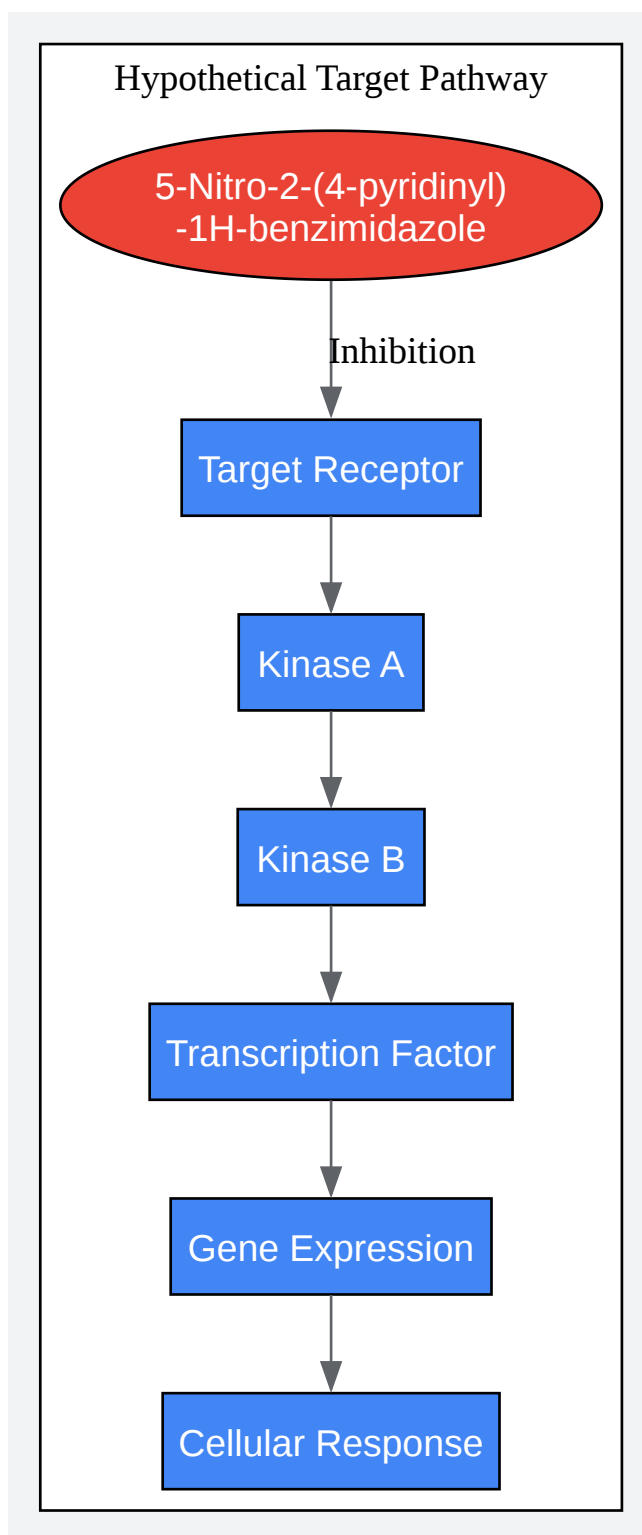 Hypothetical Target Pathway
5-Nitro-2-(4-pyridinyl)
-1H-benzimidazole
Inhibition
Target Receptor
Kinase A
Kinase B
Transcription Factor
Gene Expression
Cellular Response